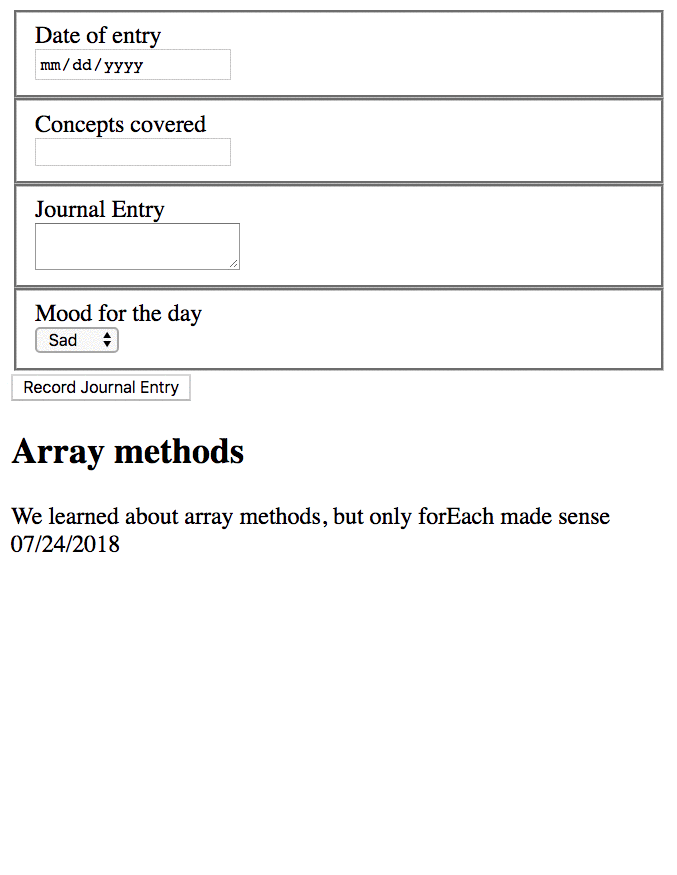 Date of entry
mm/dd/yyyy
Concepts covered
Journal Entry
Mood for the day
Sad
Record Journal Entry
Array methods
We learned about array methods, but only forEach made sense
07/24/2018